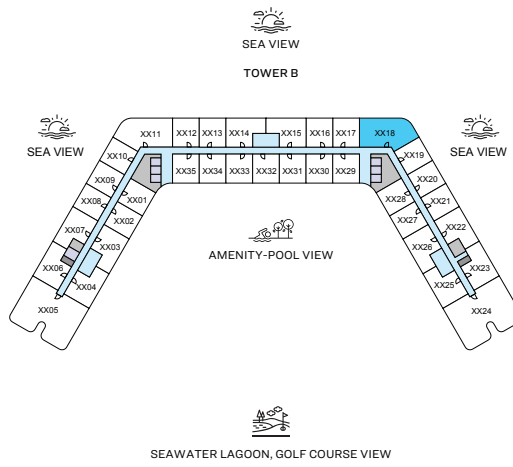 SEA VIEW
TOWER B
SEA VIEW
SEA VIEW
XX11
XX12
XX13
XX14
XX15
XX16
XX17
XX18
XX10
XX35
XX34
XX33
XX32
XX31
XX30
XX29
XX19
XX09
XX01
XX28
XX20
XX08
XX02
XX27
XX21
XX07
XX03
XX26
XX22
XX06
XX04
XX25
XX23
XX05
XX24
AMENITY-POOL VIEW
SEAWATER LAGOON, GOLF COURSE VIEW